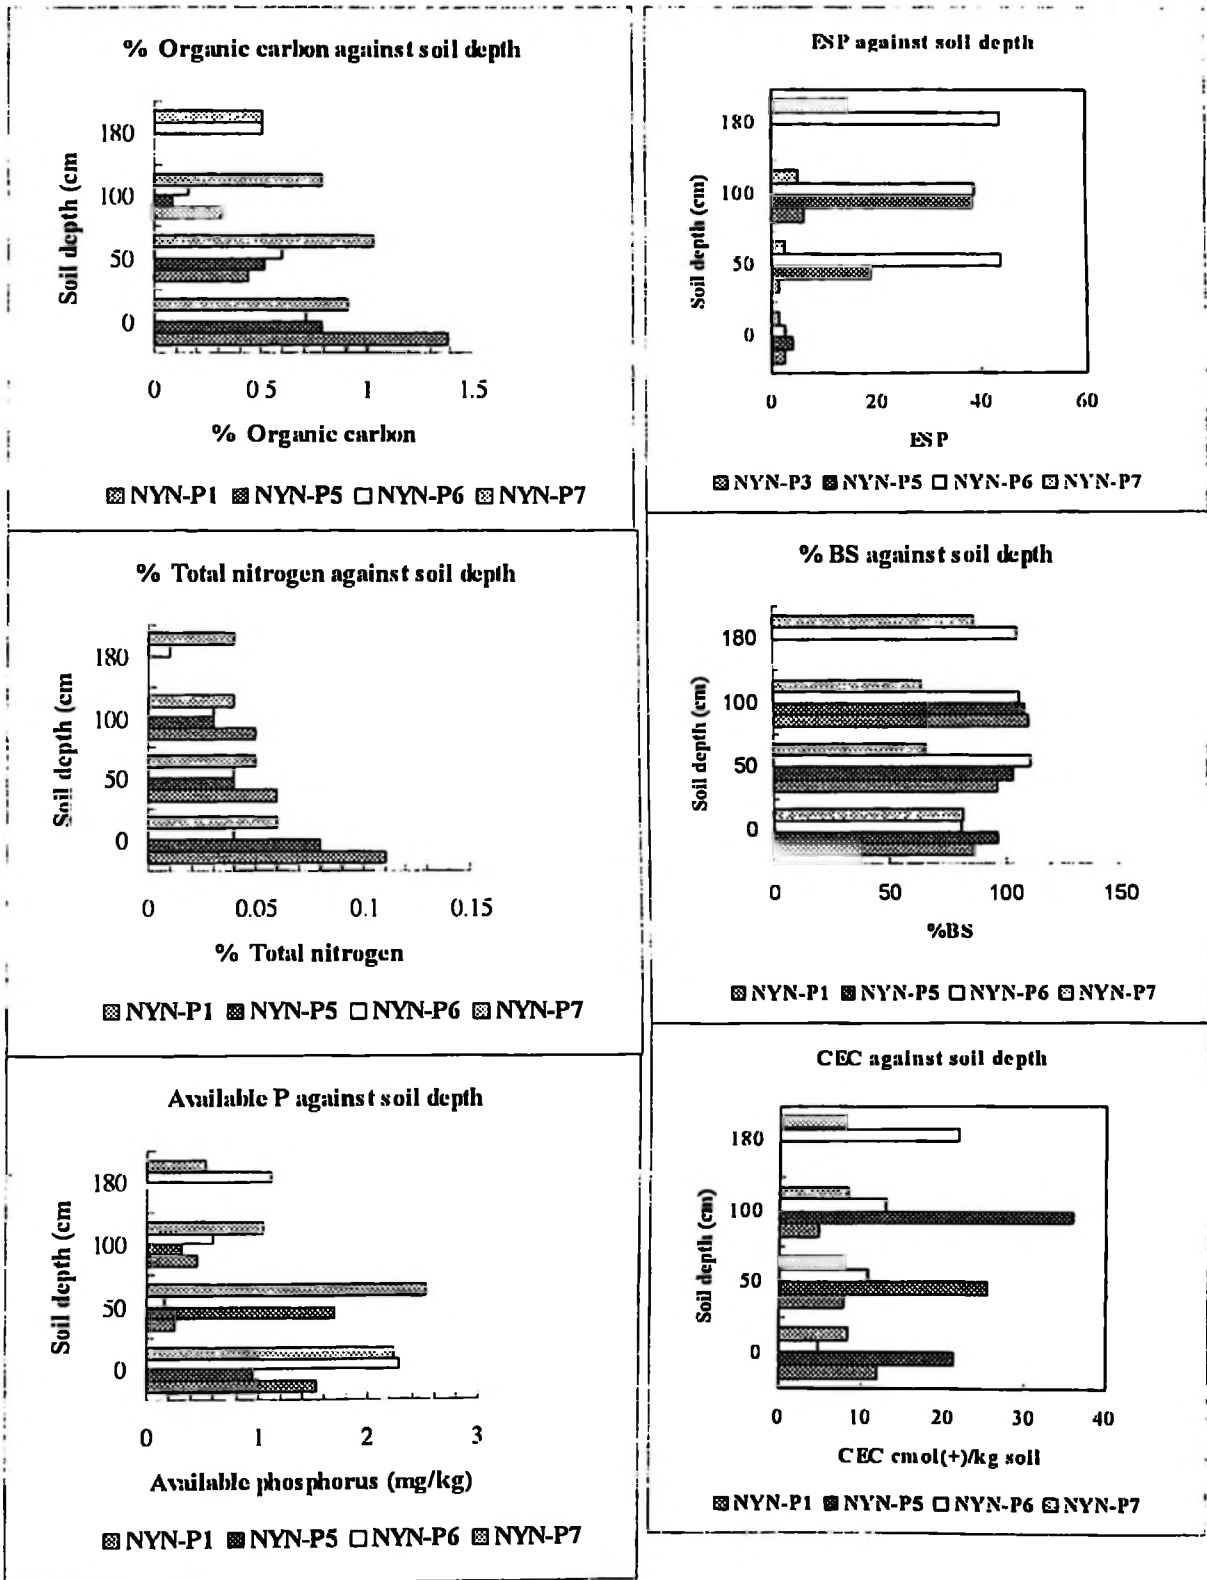 % Organic carbon against soil depth
Soil depth (cm
180
100
50
0
0 0 5 1 1.5
% Organic carbon
NYN-P1 NYN-P5 NYN-P6 NYN-P7
% Total nitrogen against soil depth
Soil depth (cm
180
100
50
0
0 0.05 0.1 0.15
% Total nitrogen
NYN-P1 NYN-P5 NYN-P6 NYN-P7
Available P against soil depth
Soil depth (cm
180
100
50
0
0 1 2 3
Available phosphorus (mg/kg)
NYN-P1 NYN-P5 NYN-P6 NYN-P7
ESP against soil depth
Soil depth (cm)
180
100
50
0
0 20 40 60
ESP
NYN-P3 NYN-P5 NYN-P6 NYN-P7
% BS against soil depth
Soil depth (cm)
180
100
50
0
0 50 100 150
%BS
NYN-P1 NYN-P5 NYN-P6 NYN-P7
CEC against soil depth
Soil depth (cm)
180
100
50
0
0 10 20 30 40
CEC cmol(+)/kg soil
NYN-P1 NYN-P5 NYN-P6 NYN-P7